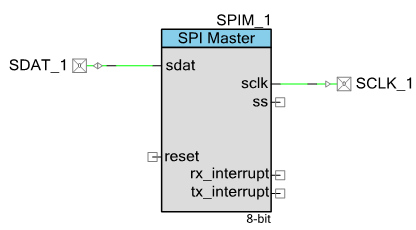 SPIM_1
SPI Master
SDAT_1
sdat
sclk
SCLK_1
ss
reset
rx_interrupt
tx_interrupt
8-bit